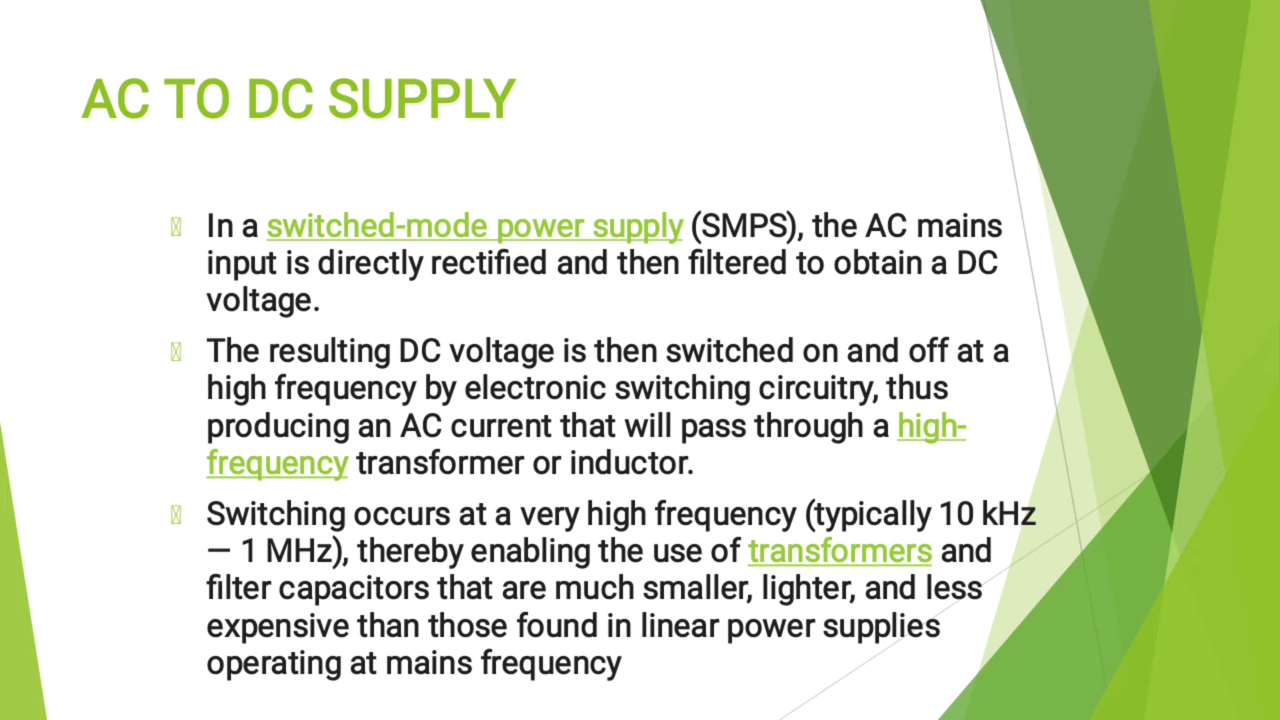 AC TO DC SUPPLY
In a switched-mode power supply (SMPS), the AC mains
input is directly rectified and then filtered to obtain a DC
voltage.
The resulting DC voltage is then switched on and off at a
high frequency by electronic switching circuitry, thus
producing an AC current that will pass through a high-
frequency transformer or inductor.
Switching occurs at a very high frequency (typically 10 kHz
— 1 MHz), thereby enabling the use of transformers and
filter capacitors that are much smaller, lighter, and less
expensive than those found in linear power supplies
operating at mains frequency